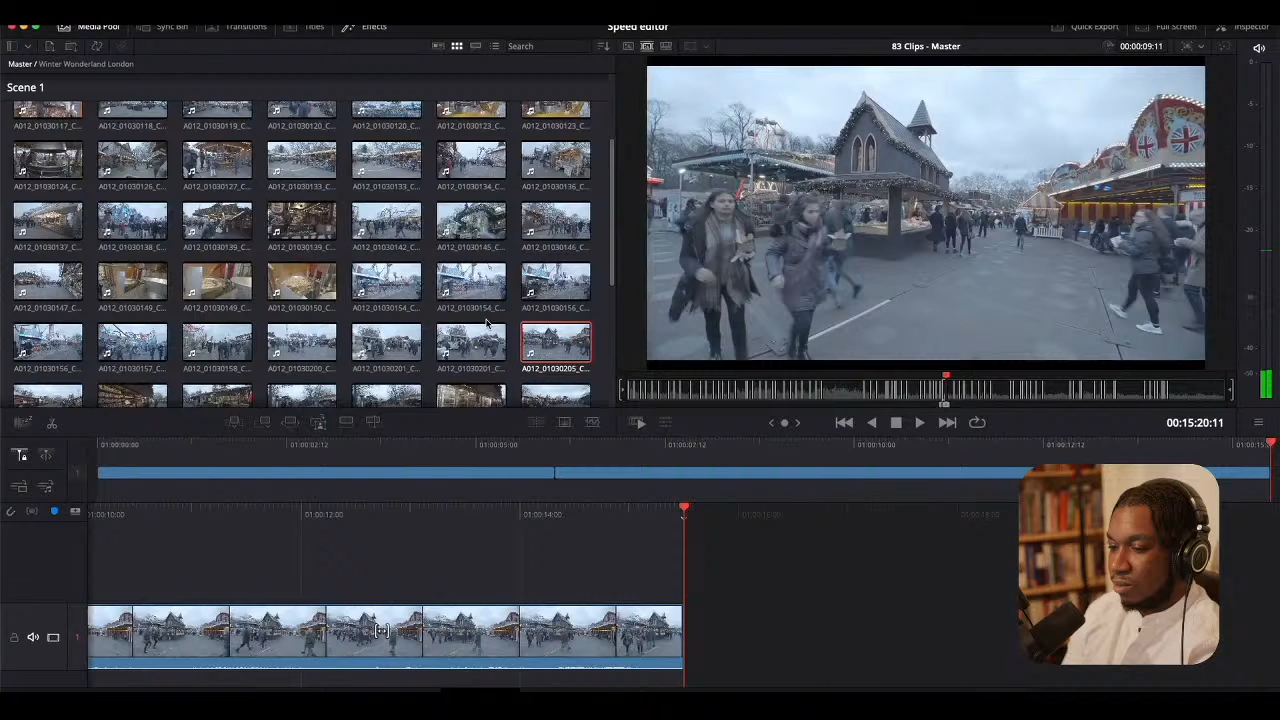 Media Pool Sync Bin Transitions Titles Effects Speed editor Quick Export Full Screen Inspector
Search 83 Clips - Master 00:00:09:11
Master / Winter Wonderland London
Scene 1
A012_01030117_C... A012_01030118_C... A012_01030119_C... A012_01030120_C... A012_01030120_C... A012_01030123_C... A012_01030123_C...
A012_01030124_C... A012_01030126_C... A012_01030127_C... A012_01030133_C... A012_01030133_C... A012_01030134_C... A012_01030136_C...
A012_01030137_C... A012_01030138_C... A012_01030139_C... A012_01030139_C... A012_01030142_C... A012_01030145_C... A012_01030146_C...
A012_01030147_C... A012_01030149_C... A012_01030149_C... A012_01030150_C... A012_01030154_C... A012_01030154_C... A012_01030156_C...
A012_01030156_C... A012_01030157_C... A012_01030158_C... A012_01030200_C... A012_01030201_C... A012_01030201_C... A012_01030205_C...
00:15:20:11
01:00:00:00 01:00:02:12 01:00:05:00 01:00:07:12 01:00:10:00 01:00:12:12 01:00:15:
1
01:00:10:00 01:00:12:00 01:00:14:00 01:00:16:00 01:00:18:00
1